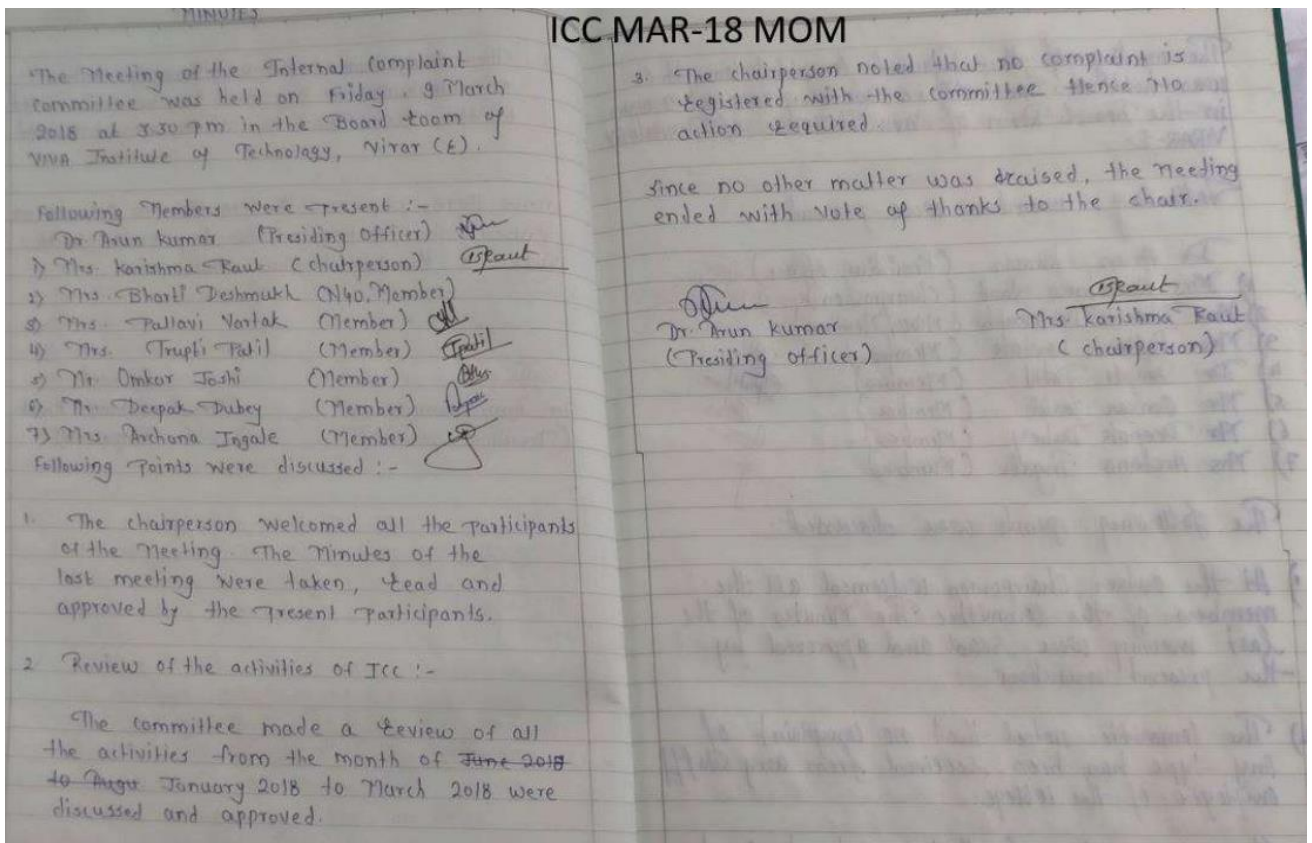 MINUTES
ICC MAR-18 MOM
The Meeting of the Internal Complaint
Committee was held on Friday, 9 March
2018 at 3.30 pm in the Board room of
VIVA Institute of Technology, Virar (E).
Following Members were Present :-
Dr. Arun Kumar (Presiding Officer)
1) Mrs. Karishma Raut (chairperson) KSRaut
2) Mrs. Bharti Deshmukh (NGO, Member)
3) Mrs. Pallavi Vartak (Member)
4) Mrs. Trupti Patil (Member) Tpatil
5) Mr. Omkar Joshi (Member)
6) Mr. Deepak Dubey (Member)
7) Mrs. Archana Ingale (Member)
Following Points were discussed :-
1. The chairperson welcomed all the Participants
of the Meeting. The Minutes of the
last meeting were taken, read and
approved by the Present Participants.
2 Review of the activities of ICC :-
The committee made a review of all
the activities from the month of June 2018
to Augu January 2018 to March 2018 were
discussed and approved.
3. The chairperson noted that no complaint is
registered with the committee Hence No
action required.
Since no other matter was draised, the Meeting
ended with vote of thanks to the chair.
KSRaut
Dr. Arun Kumar Mrs. Karishma Raut
(Presiding officer) (chairperson)